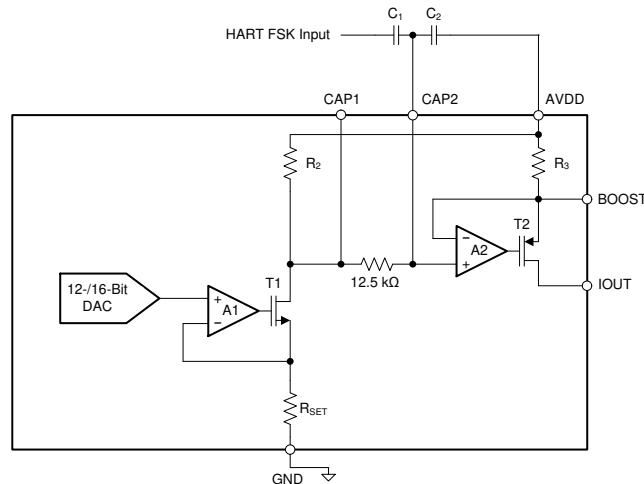 C1 C2
HART FSK Input
CAP1 CAP2 AVDD
R2 R3
BOOST
T2
A2
12.5 kΩ
IOUT
T1
12-/16-Bit
DAC
A1
RSET
GND
+
−
−
+